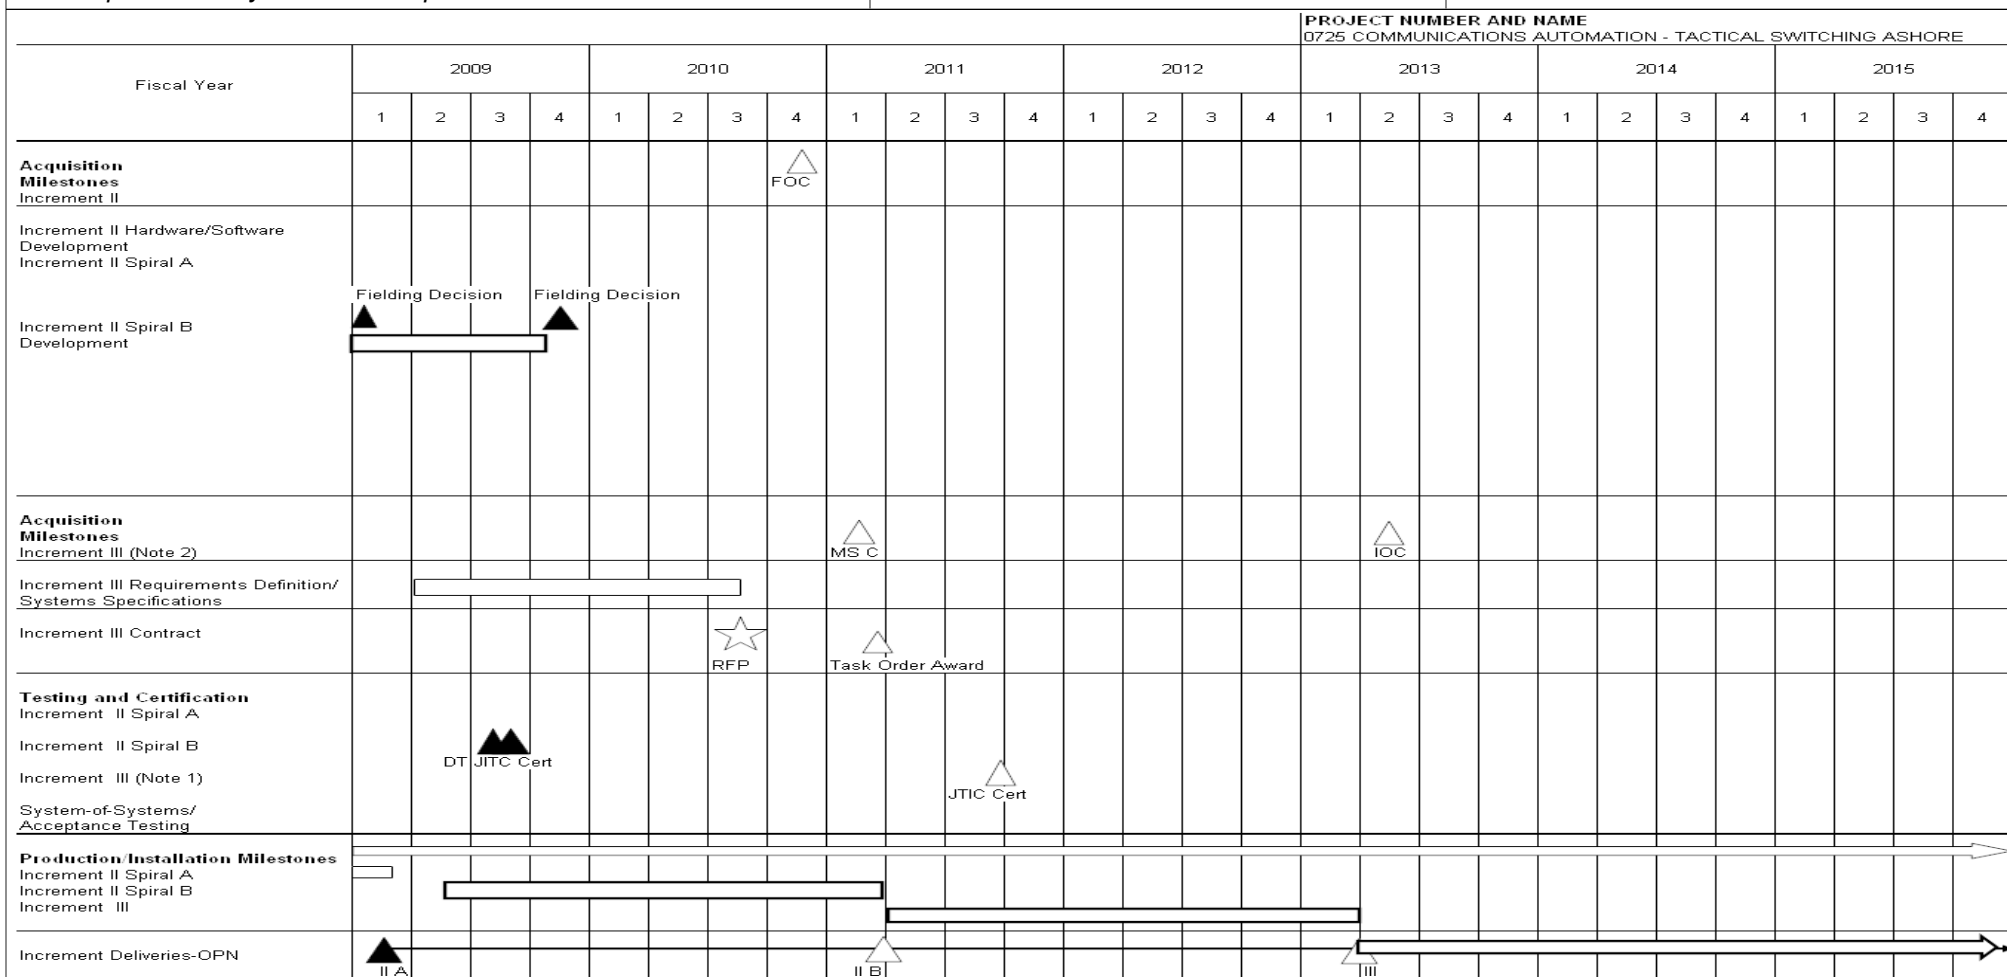 PROJECT NUMBER AND NAME
0725 COMMUNICATIONS AUTOMATION - TACTICAL SWITCHING ASHORE
Fiscal Year
2009 2010 2011 2012 2013 2014 2015
1 2 3 4 1 2 3 4 1 2 3 4 1 2 3 4 1 2 3 4 1 2 3 4 1 2 3 4
Acquisition
Milestones
Increment II
FOC
Increment II Hardware/Software
Development
Increment II Spiral A
Fielding Decision Fielding Decision
Increment II Spiral B
Development
Acquisition
Milestones
Increment III (Note 2)
MS C IOC
Increment III Requirements Definition/
Systems Specifications
Increment III Contract
RFP Task Order Award
Testing and Certification
Increment II Spiral A
Increment II Spiral B
DT JITC Cert
Increment III (Note 1)
JTIC Cert
System-of-Systems/
Acceptance Testing
Production/Installation Milestones
Increment II Spiral A
Increment II Spiral B
Increment III
Increment Deliveries-OPN
II A II B III